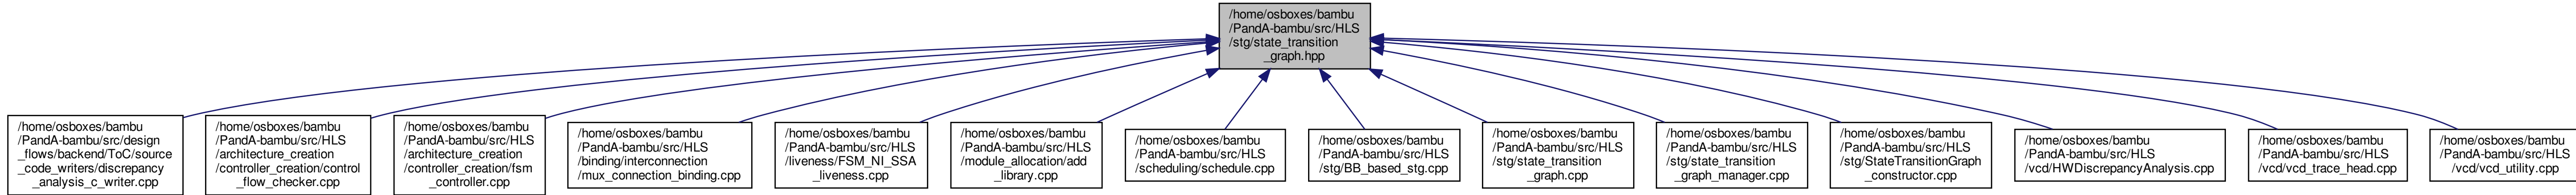 /home/osboxes/bambu
/PandA-bambu/src/HLS
/stg/state_transition
_graph.hpp
/home/osboxes/bambu
/PandA-bambu/src/design
_flows/backend/ToC/source
_code_writers/discrepancy
_analysis_c_writer.cpp
/home/osboxes/bambu
/PandA-bambu/src/HLS
/architecture_creation
/controller_creation/control
_flow_checker.cpp
/home/osboxes/bambu
/PandA-bambu/src/HLS
/architecture_creation
/controller_creation/fsm
_controller.cpp
/home/osboxes/bambu
/PandA-bambu/src/HLS
/binding/interconnection
/mux_connection_binding.cpp
/home/osboxes/bambu
/PandA-bambu/src/HLS
/liveness/FSM_NI_SSA
_liveness.cpp
/home/osboxes/bambu
/PandA-bambu/src/HLS
/module_allocation/add
_library.cpp
/home/osboxes/bambu
/PandA-bambu/src/HLS
/scheduling/schedule.cpp
/home/osboxes/bambu
/PandA-bambu/src/HLS
/stg/BB_based_stg.cpp
/home/osboxes/bambu
/PandA-bambu/src/HLS
/stg/state_transition
_graph.cpp
/home/osboxes/bambu
/PandA-bambu/src/HLS
/stg/state_transition
_graph_manager.cpp
/home/osboxes/bambu
/PandA-bambu/src/HLS
/stg/StateTransitionGraph
_constructor.cpp
/home/osboxes/bambu
/PandA-bambu/src/HLS
/vcd/HWDiscrepancyAnalysis.cpp
/home/osboxes/bambu
/PandA-bambu/src/HLS
/vcd/vcd_trace_head.cpp
/home/osboxes/bambu
/PandA-bambu/src/HLS
/vcd/vcd_utility.cpp